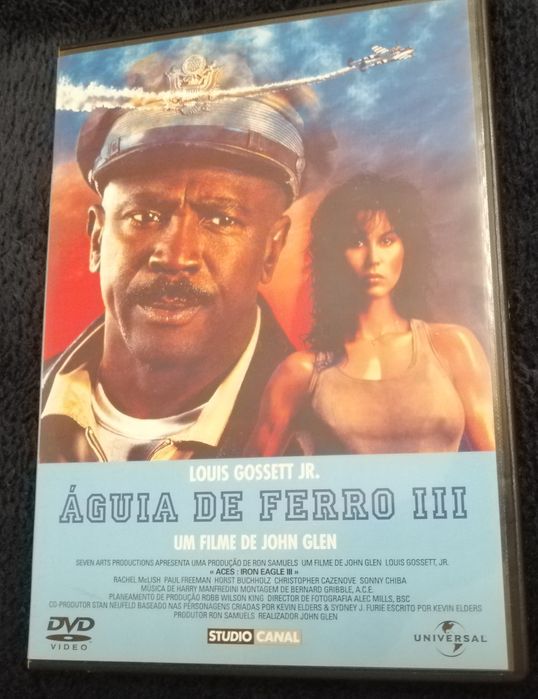 LOUIS GOSSETT JR.
ÁGUIA DE FERRO III
UM FILME DE JOHN GLEN
SEVEN ARTS PRODUCTIONS APRESENTA UMA PRODUÇÃO DE RON SAMUELS UM FILME DE JOHN GLEN LOUIS GOSSETT, JR.
« ACES : IRON EAGLE III »
RACHEL McLISH PAUL FREEMAN HORST BUCHHOLZ CHRISTOPHER CAZENOVE SONNY CHIBA
MÚSICA DE HARRY MANFREDINI MONTAGEM DE BERNARD GRIBBLE, A.C.E.
PLANEAMENTO DE PRODUÇÃO ROBB WILSON KING DIRECTOR DE FOTOGRAFIA ALEC MILLS, BSC
CO-PRODUTOR STAN NEUFELD BASEADO NAS PERSONAGENS CRIADAS POR KEVIN ELDERS & SYDNEY J. FURIE ESCRITO POR KEVIN ELDERS
PRODUTOR RON SAMUELS REALIZADOR JOHN GLEN
DVD
VIDEO
STUDIO CANAL
UNIVERSAL